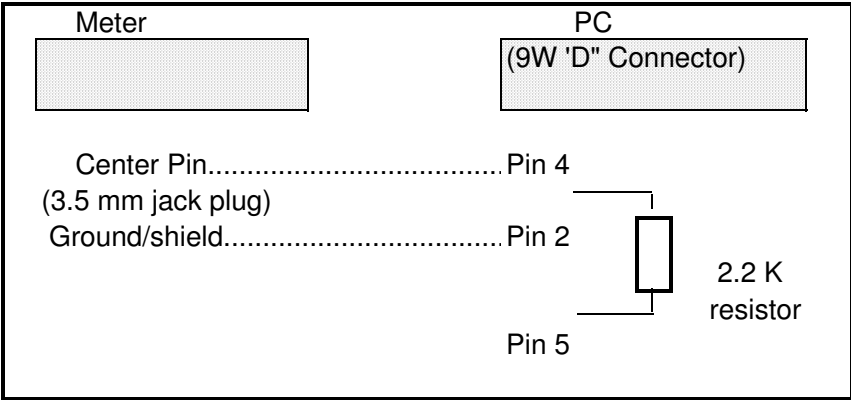 Meter PC
(9W 'D" Connector)
Center Pin..................................... Pin 4
(3.5 mm jack plug)
Ground/shield................................... Pin 2
2.2 K
resistor
Pin 5